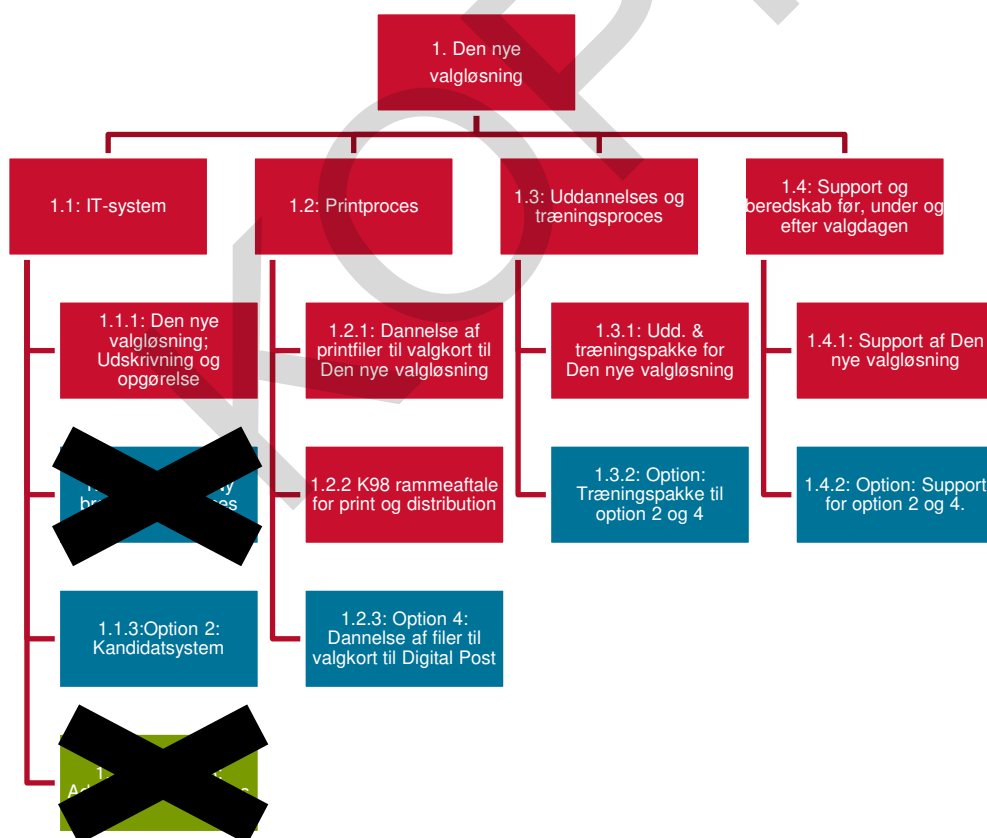 1. Den nye
valgløsning
1.1: IT-system
1.2: Printproces
1.3: Uddannelses og
træningsproces
1.4: Support og
beredskab før, under og
efter valgdagen
1.1.1: Den nye
valgløsning;
Udskrivning og
opgørelse
1.2.1: Dannelse af
printfiler til valgkort til
Den nye valgløsning
1.3.1: Udd. &
træningspakke for
Den nye valgløsning
1.4.1: Support af Den
nye valgløsning
1.2.2 K98 rammeaftale
for print og distribution
1.3.2: Option:
Træningspakke til
option 2 og 4
1.4.2: Option: Support
for option 2 og 4.
1.1.3:Option 2:
Kandidatsystem
1.2.3: Option 4:
Dannelse af filer til
valgkort til Digital Post